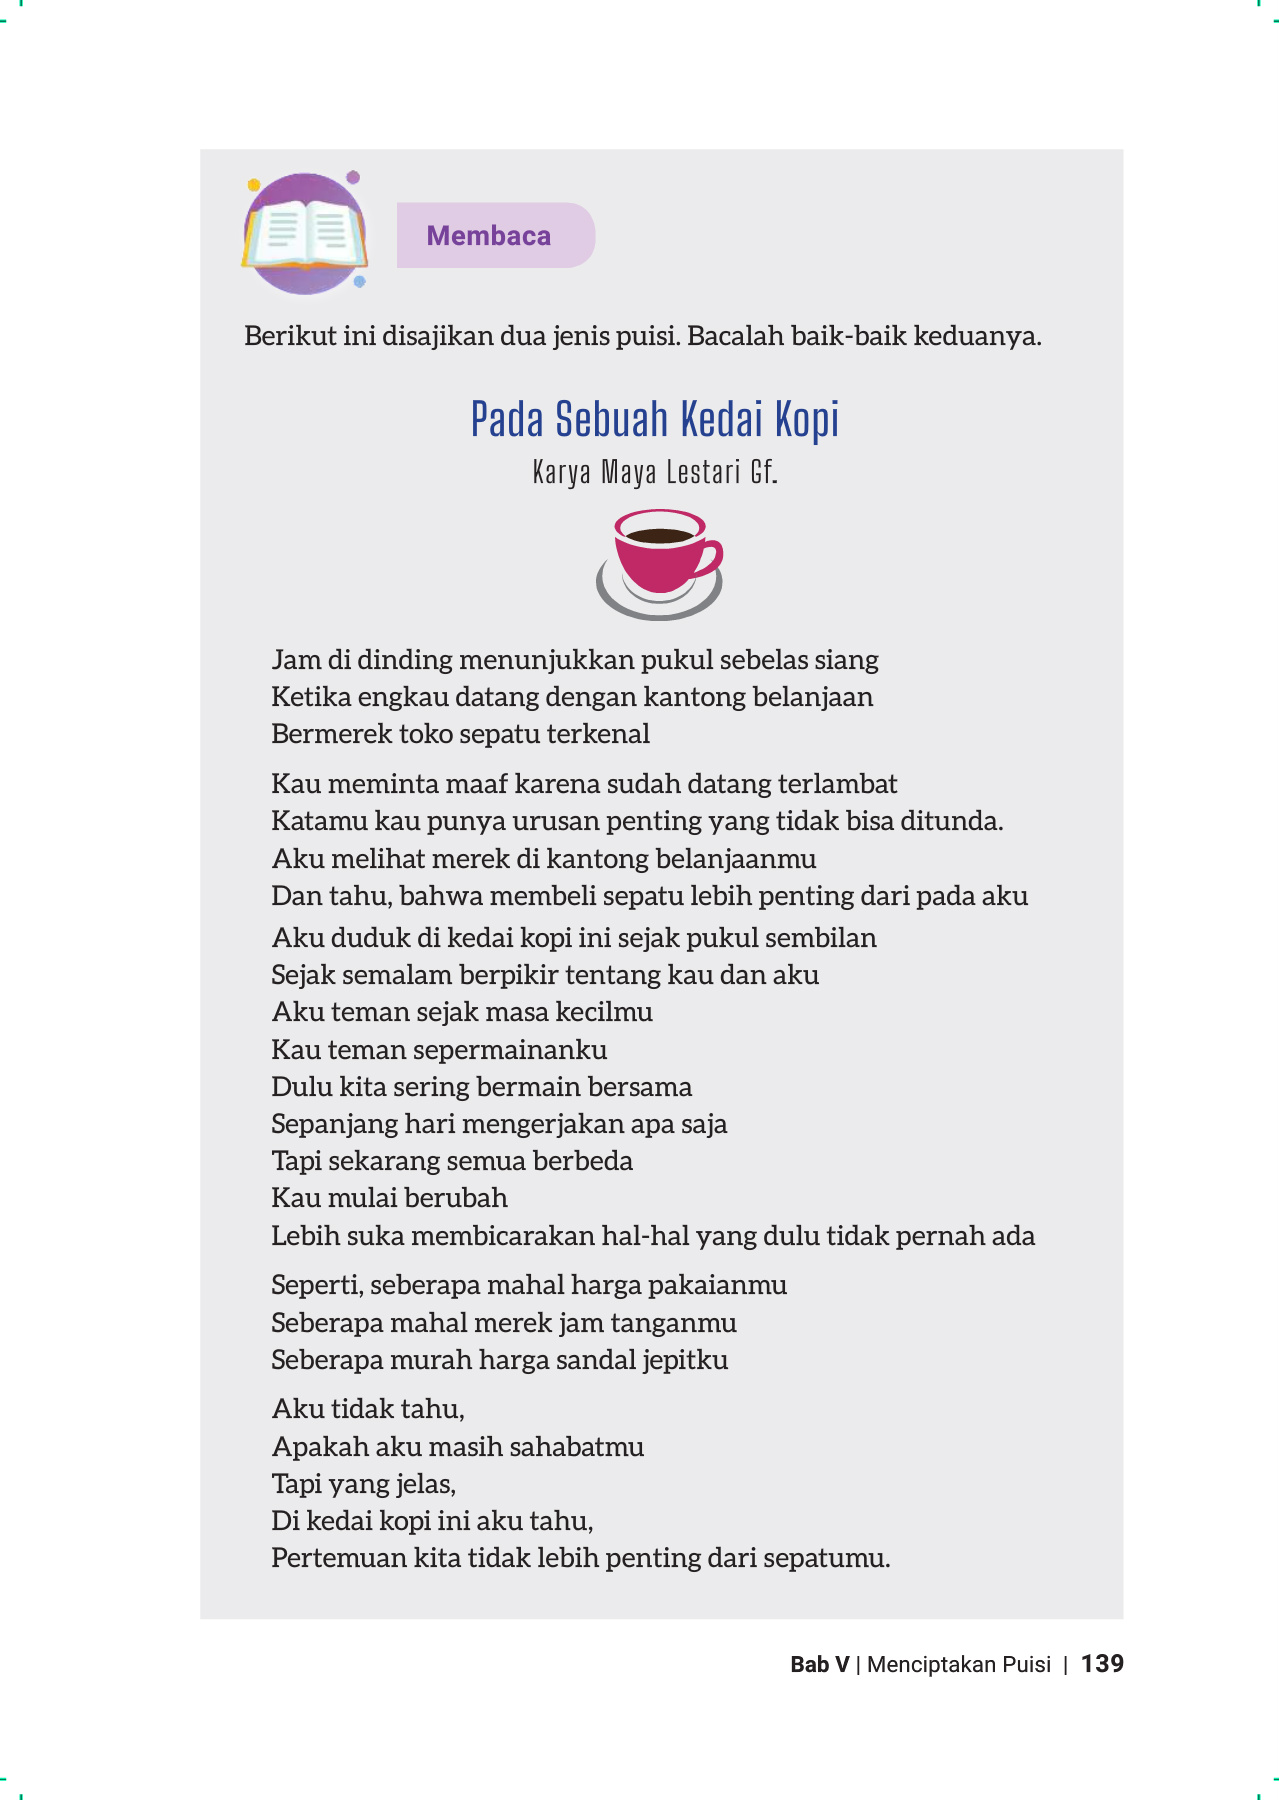 Membaca
Berikut ini disajikan dua jenis puisi. Bacalah baik-baik keduanya.
Pada Sebuah Kedai Kopi
Karya Maya Lestari Gf.
Jam di dinding menunjukkan pukul sebelas siang
Ketika engkau datang dengan kantong belanjaan
Bermerek toko sepatu terkenal
Kau meminta maaf karena sudah datang terlambat
Katamu kau punya urusan penting yang tidak bisa ditunda.
Aku melihat merek di kantong belanjaanmu
Dan tahu, bahwa membeli sepatu lebih penting dari pada aku
Aku duduk di kedai kopi ini sejak pukul sembilan
Sejak semalam berpikir tentang kau dan aku
Aku teman sejak masa kecilmu
Kau teman sepermainanku
Dulu kita sering bermain bersama
Sepanjang hari mengerjakan apa saja
Tapi sekarang semua berbeda
Kau mulai berubah
Lebih suka membicarakan hal-hal yang dulu tidak pernah ada
Seperti, seberapa mahal harga pakaianmu
Seberapa mahal merek jam tanganmu
Seberapa murah harga sandal jepitku
Aku tidak tahu,
Apakah aku masih sahabatmu
Tapi yang jelas,
Di kedai kopi ini aku tahu,
Pertemuan kita tidak lebih penting dari sepatumu.
Bab V | Menciptakan Puisi | 139